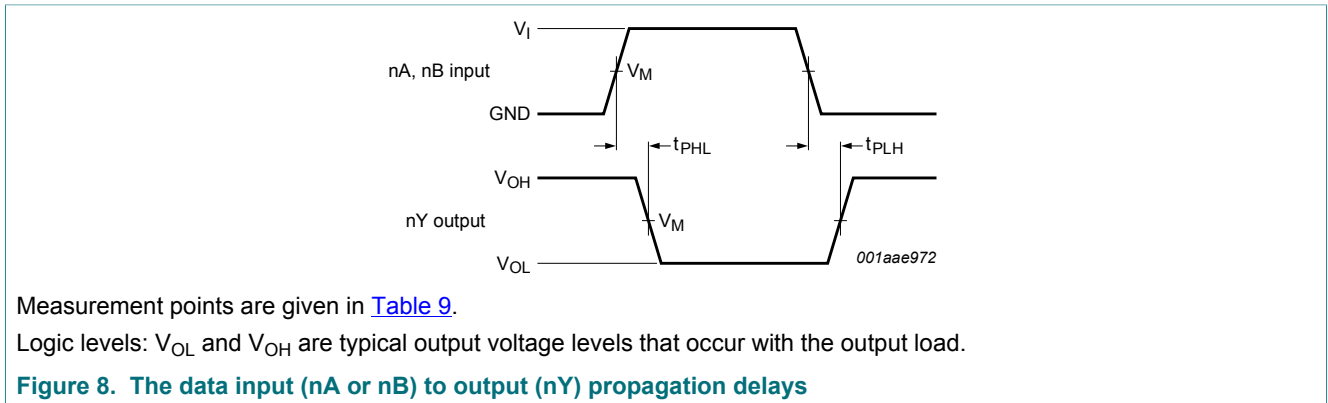 VI
nA, nB input
VM
GND
tPHL
tPLH
VOH
nY output
VM
VOL
001aae972
Measurement points are given in Table 9.
Logic levels: VOL and VOH are typical output voltage levels that occur with the output load.
Figure 8. The data input (nA or nB) to output (nY) propagation delays